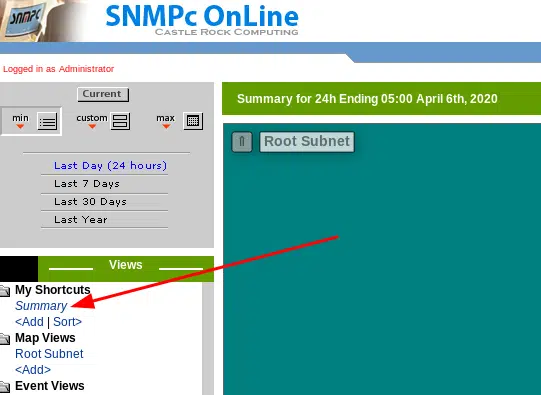 SNMPc
SNMPc OnLine
CASTLE ROCK COMPUTING
Logged in as Administrator
Current
min
custom
max
Last Day (24 hours)
Last 7 Days
Last 30 Days
Last Year
Summary for 24h Ending 05:00 April 6th, 2020
Root Subnet
Views
My Shortcuts
Summary
<Add | Sort>
Map Views
Root Subnet
<Add>
Event Views